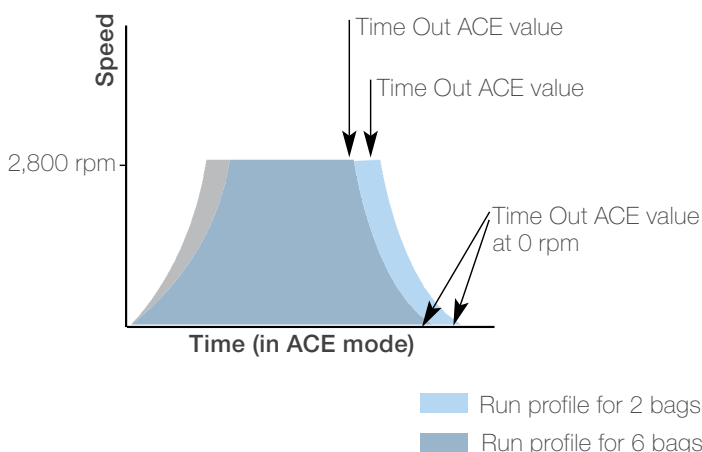 Speed
Time Out ACE value
Time Out ACE value
2,800 rpm
Time Out ACE value
at 0 rpm
Time (in ACE mode)
Run profile for 2 bags
Run profile for 6 bags